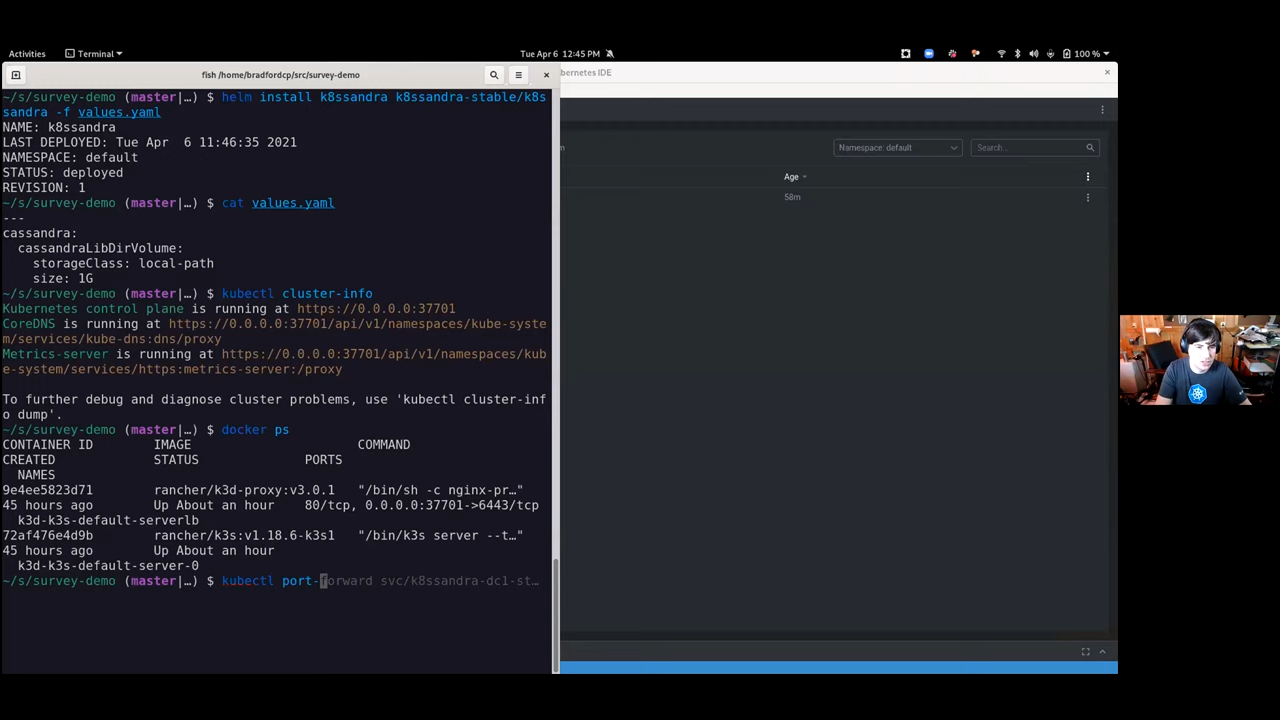 Activities
Terminal
Tue Apr 6 12:45 PM
100 %
fish /home/bradfordcp/src/survey-demo
bernetes IDE
~/s/survey-demo (master|…) $ helm install k8ssandra k8ssandra-stable/k8s
sandra -f values.yaml
NAME: k8ssandra
LAST DEPLOYED: Tue Apr  6 11:46:35 2021
NAMESPACE: default
STATUS: deployed
REVISION: 1
~/s/survey-demo (master|…) $ cat values.yaml
---
cassandra:
  cassandraLibDirVolume:
    storageClass: local-path
    size: 1G
~/s/survey-demo (master|…) $ kubectl cluster-info
Kubernetes control plane is running at https://0.0.0.0:37701
CoreDNS is running at https://0.0.0.0:37701/api/v1/namespaces/kube-syste
m/services/kube-dns:dns/proxy
Metrics-server is running at https://0.0.0.0:37701/api/v1/namespaces/kub
e-system/services/https:metrics-server:/proxy
To further debug and diagnose cluster problems, use 'kubectl cluster-inf
o dump'.
~/s/survey-demo (master|…) $ docker ps
CONTAINER ID        IMAGE                      COMMAND
CREATED             STATUS              PORTS
  NAMES
9e4ee5823d71        rancher/k3d-proxy:v3.0.1   "/bin/sh -c nginx-pr…"
45 hours ago        Up About an hour    80/tcp, 0.0.0.0:37701->6443/tcp
  k3d-k3s-default-serverlb
72af476e4d9b        rancher/k3s:v1.18.6-k3s1   "/bin/k3s server --t…"
45 hours ago        Up About an hour
  k3d-k3s-default-server-0
~/s/survey-demo (master|…) $ kubectl port-forward svc/k8ssandra-dc1-st…
m
Namespace: default
Search...
Age
58m